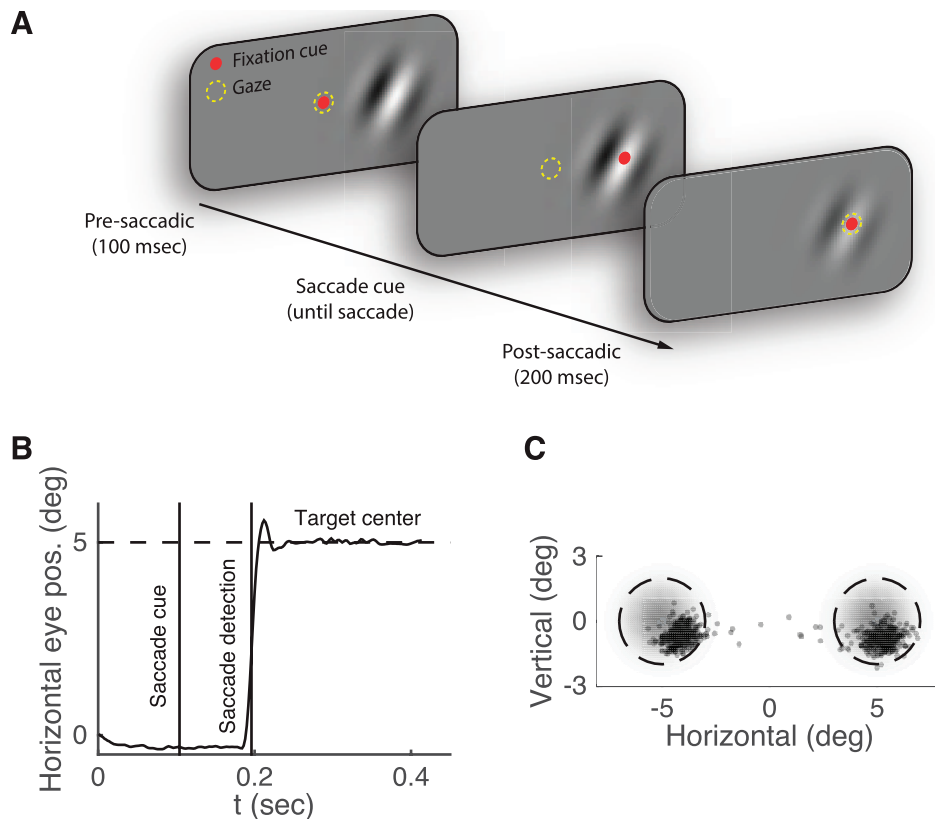 A
Fixation cue
Gaze
Pre-saccadic
(100 msec)
Saccade cue
(until saccade)
Post-saccadic
(200 msec)
B
Horizontal eye pos. (deg)
5
0
Saccade cue
Saccade detection
Target center
0
0.2
0.4
t (sec)
C
Vertical (deg)
3
0
-3
-5
0
5
Horizontal (deg)